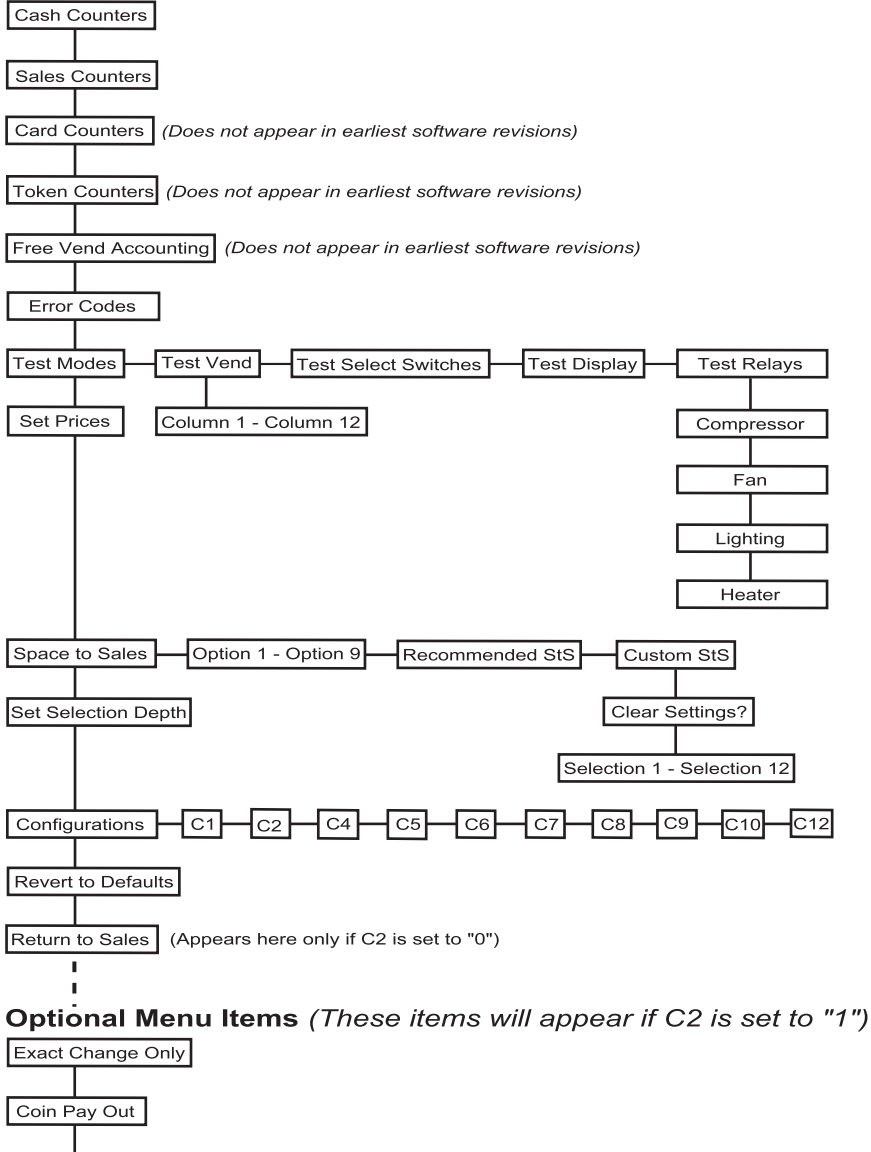 Cash Counters
Sales Counters
Card Counters (Does not appear in earliest software revisions)
Token Counters (Does not appear in earliest software revisions)
Free Vend Accounting (Does not appear in earliest software revisions)
Error Codes
Test Modes Test Vend Test Select Switches Test Display Test Relays
Set Prices Column 1 - Column 12 Compressor
Fan
Lighting
Heater
Space to Sales Option 1 - Option 9 Recommended StS Custom StS
Set Selection Depth Clear Settings?
Selection 1 - Selection 12
Configurations C1 C2 C4 C5 C6 C7 C8 C9 C10 C12
Revert to Defaults
Return to Sales (Appears here only if C2 is set to "0")
Optional Menu Items (These items will appear if C2 is set to "1")
Exact Change Only
Coin Pay Out